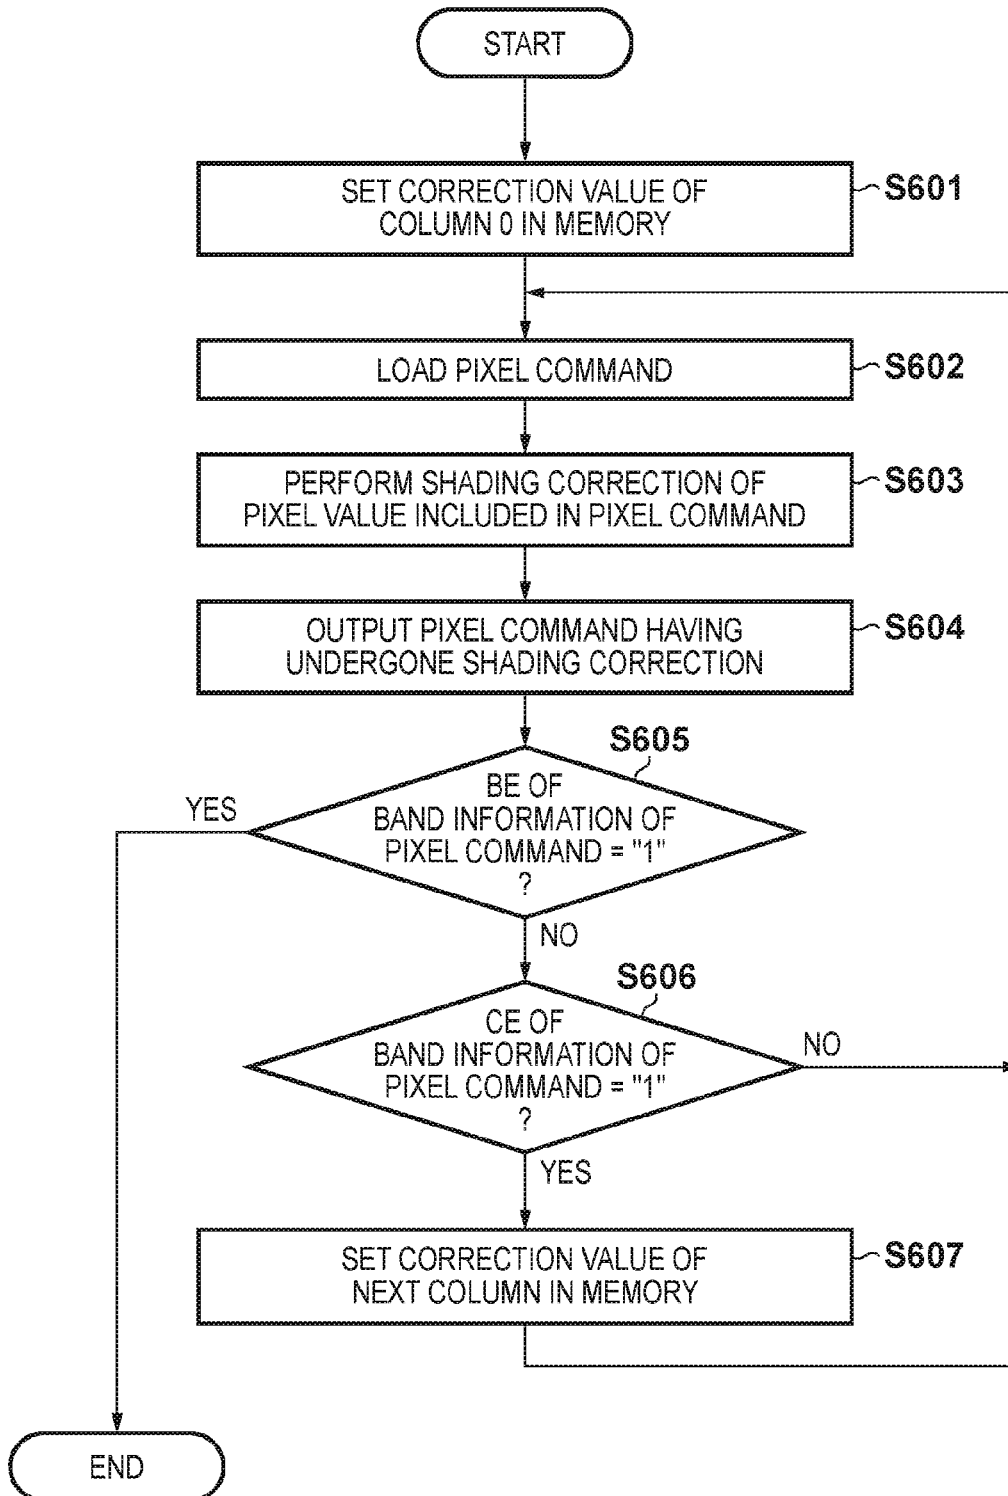 START
SET CORRECTION VALUE OF
COLUMN 0 IN MEMORY
S601
LOAD PIXEL COMMAND
S602
PERFORM SHADING CORRECTION OF
PIXEL VALUE INCLUDED IN PIXEL COMMAND
S603
OUTPUT PIXEL COMMAND HAVING
UNDERGONE SHADING CORRECTION
S604
S605
BE OF
BAND INFORMATION OF
PIXEL COMMAND = "1"
?
YES
NO
S606
CE OF
BAND INFORMATION OF
PIXEL COMMAND = "1"
?
NO
YES
SET CORRECTION VALUE OF
NEXT COLUMN IN MEMORY
S607
END